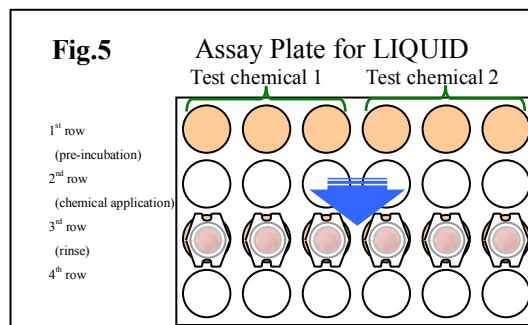 Fig.5 Assay Plate for LIQUID
Test chemical 1 Test chemical 2
1st row
(pre-incubation)
2nd row
(chemical application)
3rd row
(rinse)
4th row